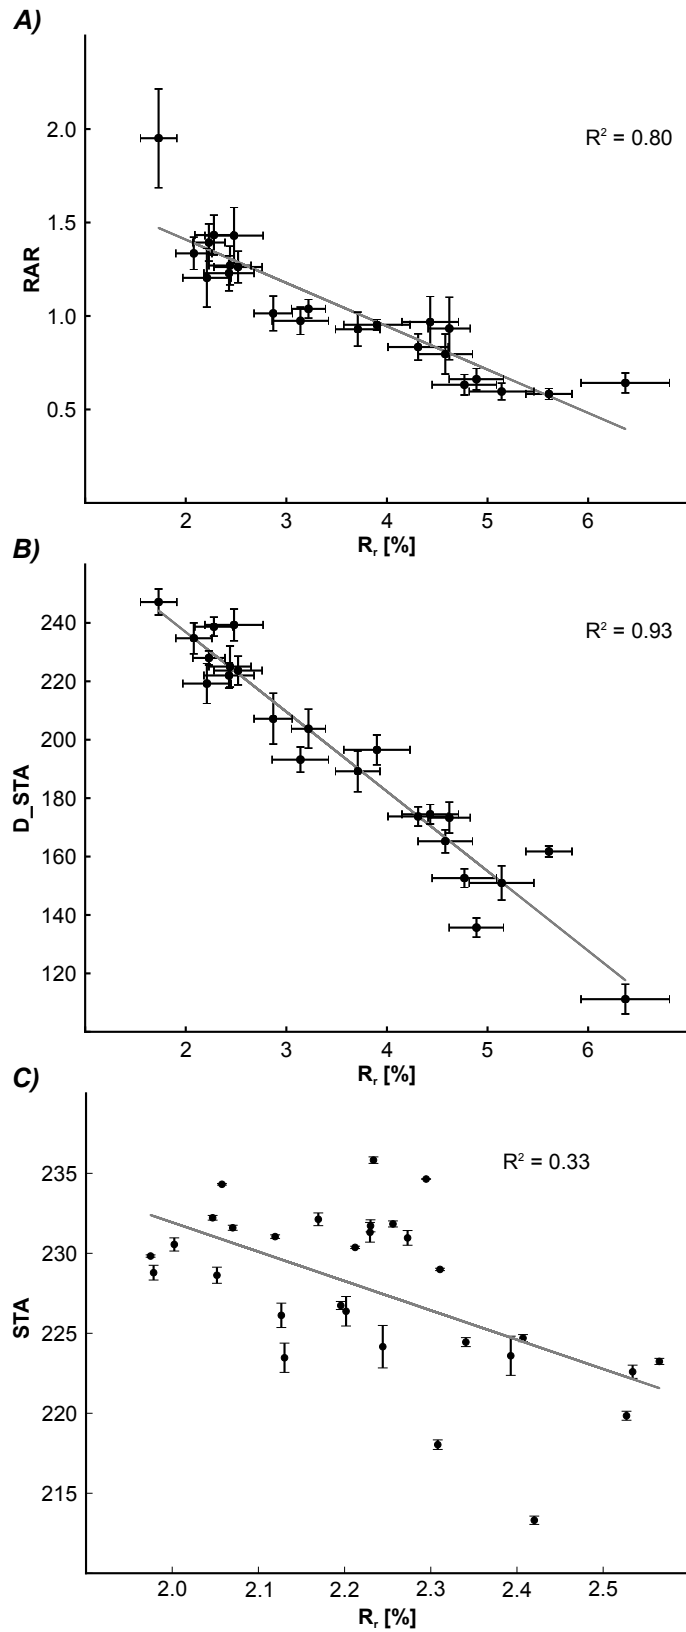 A)
2.0
1.5
1.0
0.5
RAR
R² = 0.80
2 3 4 5 6
Rᵣ [%]
B)
240
220
200
180
160
140
120
D_STA
R² = 0.93
2 3 4 5 6
Rᵣ [%]
C)
235
230
225
220
215
STA
R² = 0.33
2.0 2.1 2.2 2.3 2.4 2.5
Rᵣ [%]